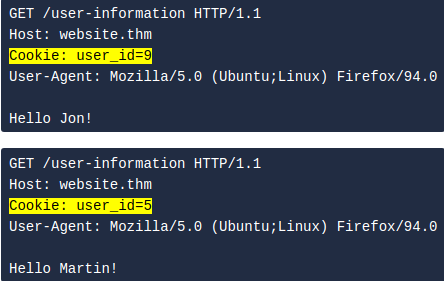 GET /user-information HTTP/1.1
Host: website.thm
Cookie: user_id=9
User-Agent: Mozilla/5.0 (Ubuntu;Linux) Firefox/94.0
Hello Jon!
GET /user-information HTTP/1.1
Host: website.thm
Cookie: user_id=5
User-Agent: Mozilla/5.0 (Ubuntu;Linux) Firefox/94.0
Hello Martin!